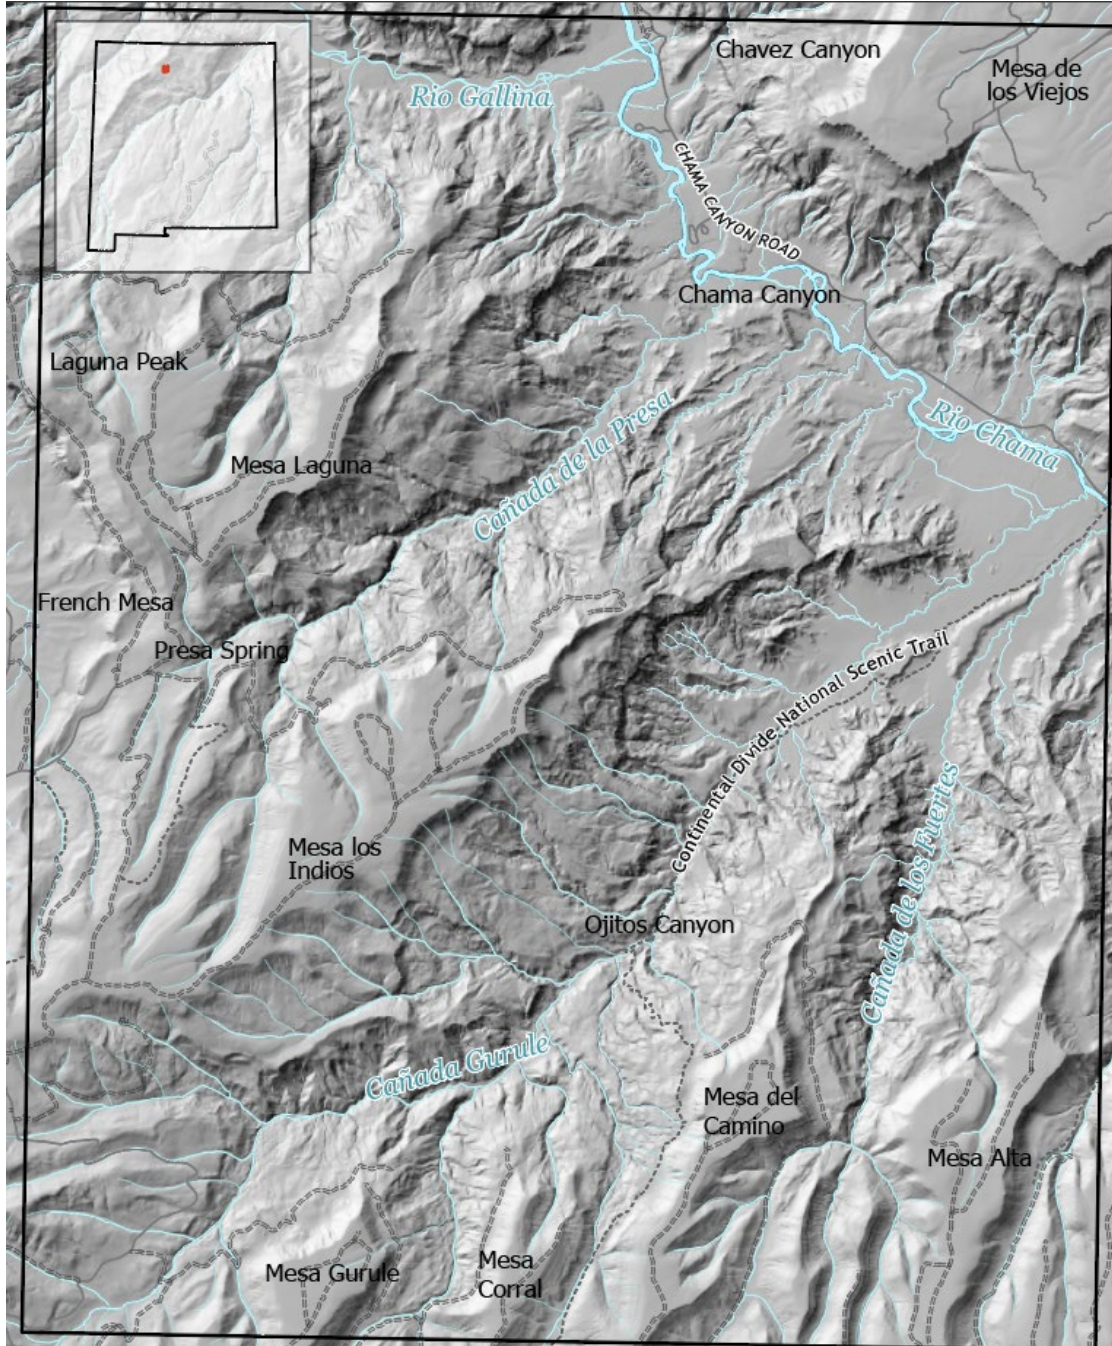 Chavez Canyon
Mesa de
los Viejos
Rio Gallina
CHAMA CANYON ROAD
Chama Canyon
Laguna Peak
Rio Chama
Mesa Laguna
Cañada de la Presa
French Mesa
Presa Spring
Continental Divide National Scenic Trail
Mesa los
Indios
Cañada de los Fuertes
Ojitos Canyon
Cañada Gurule
Mesa del
Camino
Mesa Alta
Mesa Gurule
Mesa
Corral